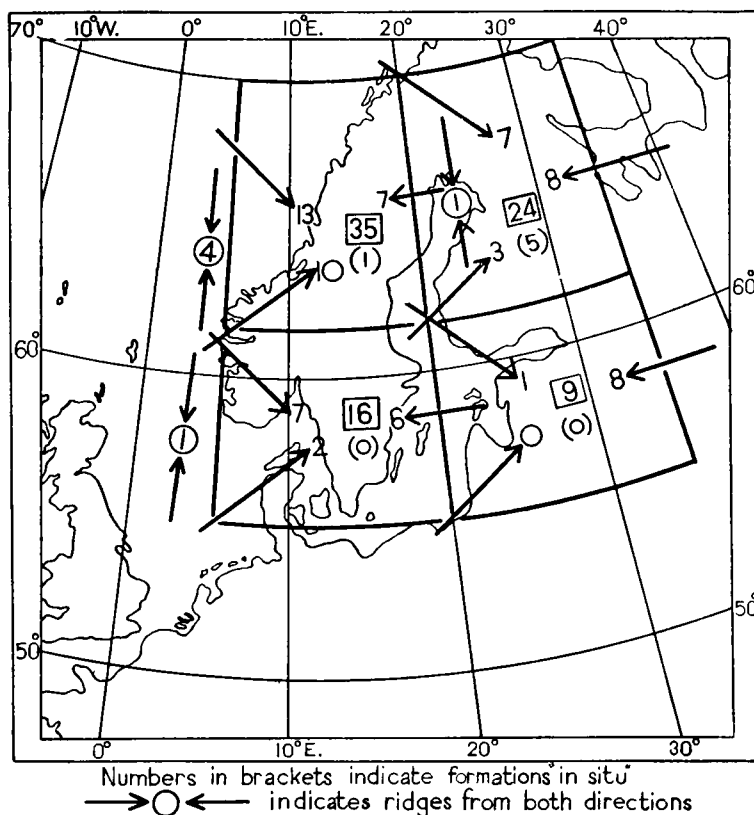 70° 10°W. 0° 10°E. 20° 30° 40°
7
8
7 1 24
13 35 (5)
4 (1) 3
1
60°
60°
7 16 1 9 8
6
1 2 (0) (0)
50°
50°
0° 10°E. 20° 30°
Numbers in brackets indicate formations "in situ"
indicates ridges from both directions